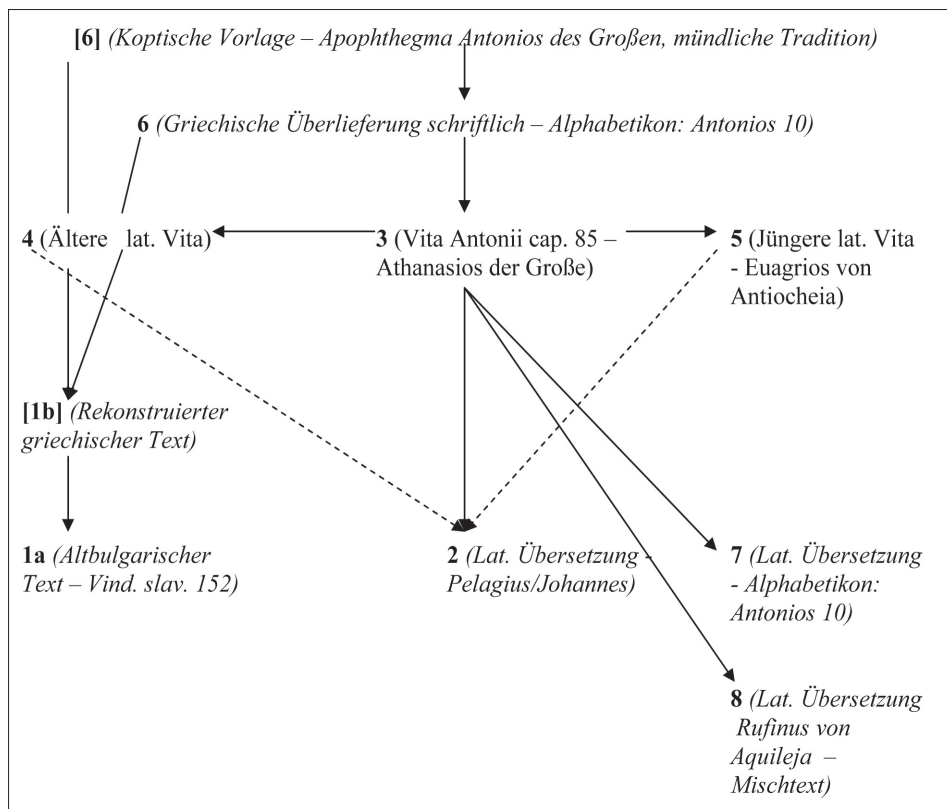 [6] (Koptische Vorlage – Apophthegma Antonios des Großen, mündliche Tradition)
6 (Griechische Überlieferung schriftlich – Alphabetikon: Antonios 10)
4 (Ältere lat. Vita)
3 (Vita Antonii cap. 85 –
Athanasios der Große)
5 (Jüngere lat. Vita
- Euagrios von
Antiocheia)
[1b] (Rekonstruierter
griechischer Text)
1a (Altbulgarischer
Text – Vind. slav. 152)
2 (Lat. Übersetzung -
Pelagius/Johannes)
7 (Lat. Übersetzung
- Alphabetikon:
Antonios 10)
8 (Lat. Übersetzung
Rufinus von
Aquileja –
Mischtext)